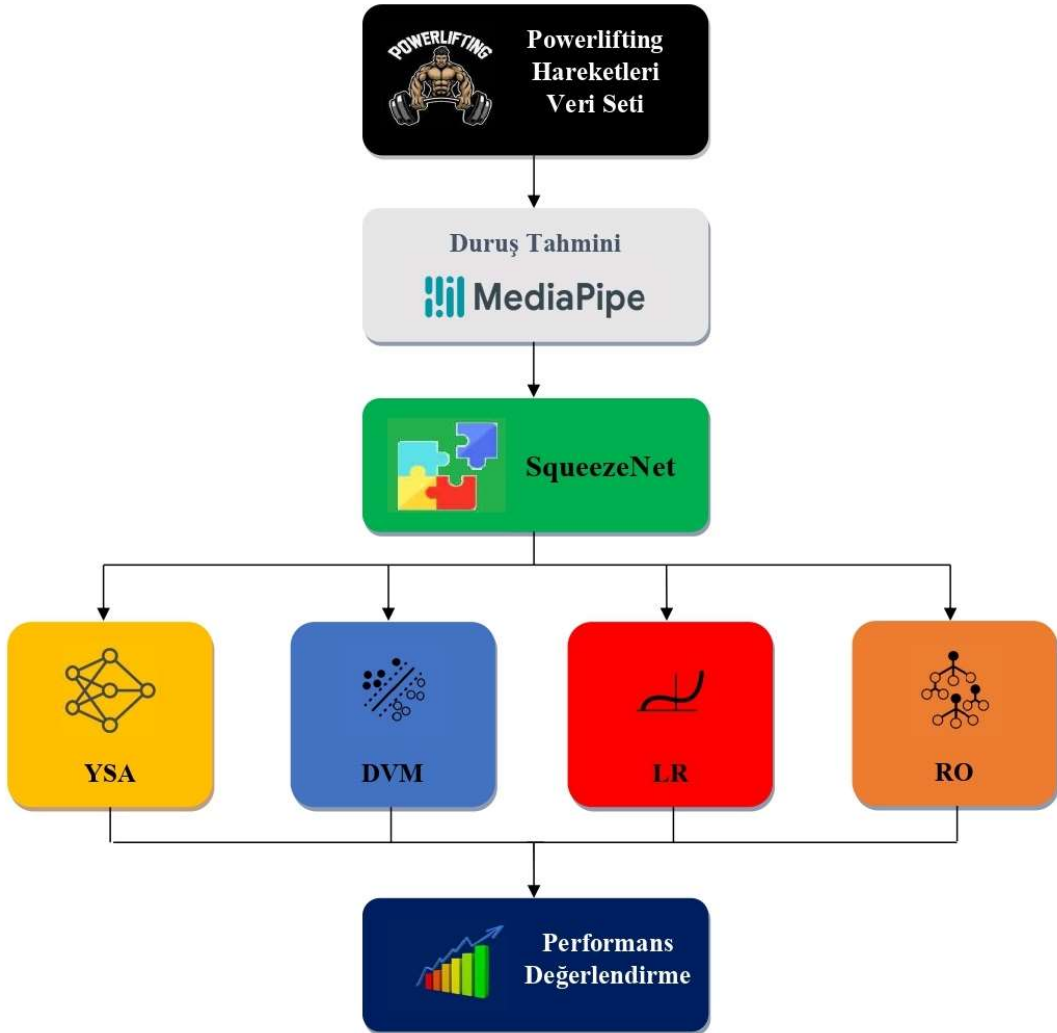 POWERLIFTING
Powerlifting
Hareketleri
Veri Seti
Duruş Tahmini
MediaPipe
SqueezeNet
YSA
DVM
LR
RO
Performans
Değerlendirme